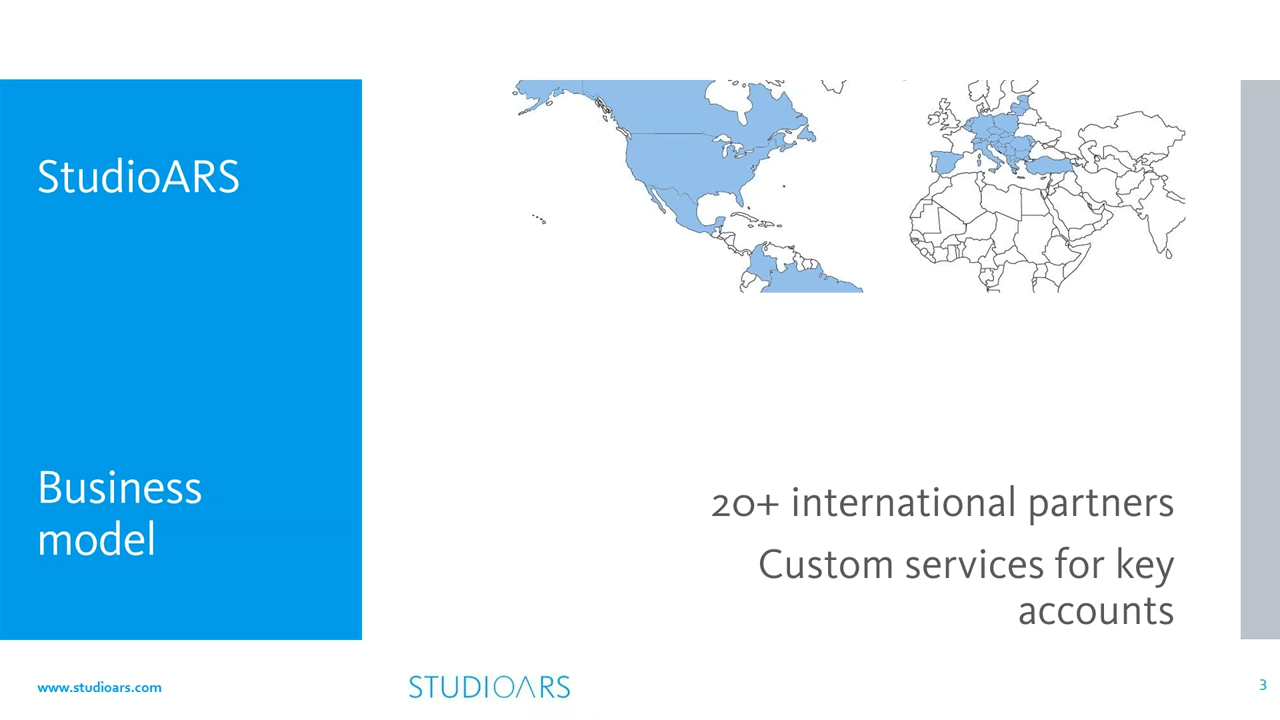 StudioARS
Business
model
20+ international partners
Custom services for key
accounts
www.studioars.com
STUDIOARS
3